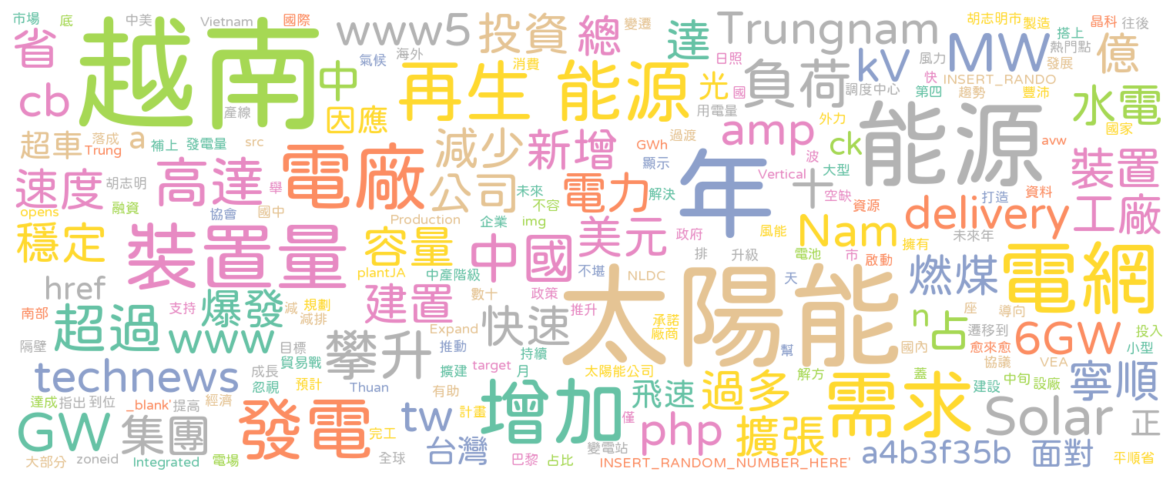 市場 底 中美 Vietnam 國際 變遷 胡志明市 製造 晶科 往後
省 越南 中 www5 投資 總 達 Trungnam MW 億
氣候 海外 消費 日照 風力 熱門點 搭上 發展
cb 產線 因應 再生 能源 光 國 負荷 kV 快 INSERT_RANDO 水電
用電量 調度中心 第四 趨勢 豐沛 國家
超車 落成 Trung a 補上 發電量 src 減少 新增 過渡 GWh 顯示 amp 外力 ck 能源 avw
速度 胡志明 高達 舉 電廠 公司 未來 不容 電力 解決 年 波 Vertical 十 大型 空缺 資源 打造 資料 裝置
opens 融資 協會 國中 Production 企業 img 政府 風能 Nam 擁有 delivery 未來年 工廠
穩定 裝置量 容量 中國 美元 不堪 排 升級 電池 市 啟動
href plantJA 中產階級 NLDC 天 燃煤 電網
南部 超過 爆發 支持 減 規劃 減排 建置 數十 政策 推升 快速 承諾 廠商 太陽能 n 占 座 導向 遷移到 6GW 投入
隔壁 www 目標 貿易戰 攀升 Expand 推動 持續 幫 國內 愈來愈 協議 VEA 小型
technews 成長 忽視 預計 Thuan 擴建 有助 target 月 太陽能公司 解方 蓋 建設 中旬 設廠 寧順
達成 指出 到位 _blank' 提高 經濟 tw 計畫 增加 僅 飛速 過多 需求 Solar 正
GW 集團 發電 完工 台灣 php 變電站 擴張 a4b3f35b 面對
大部分 zoneid Integrated 電場 全球 巴黎 占比 INSERT_RANDOM_NUMBER_HERE' 平順省